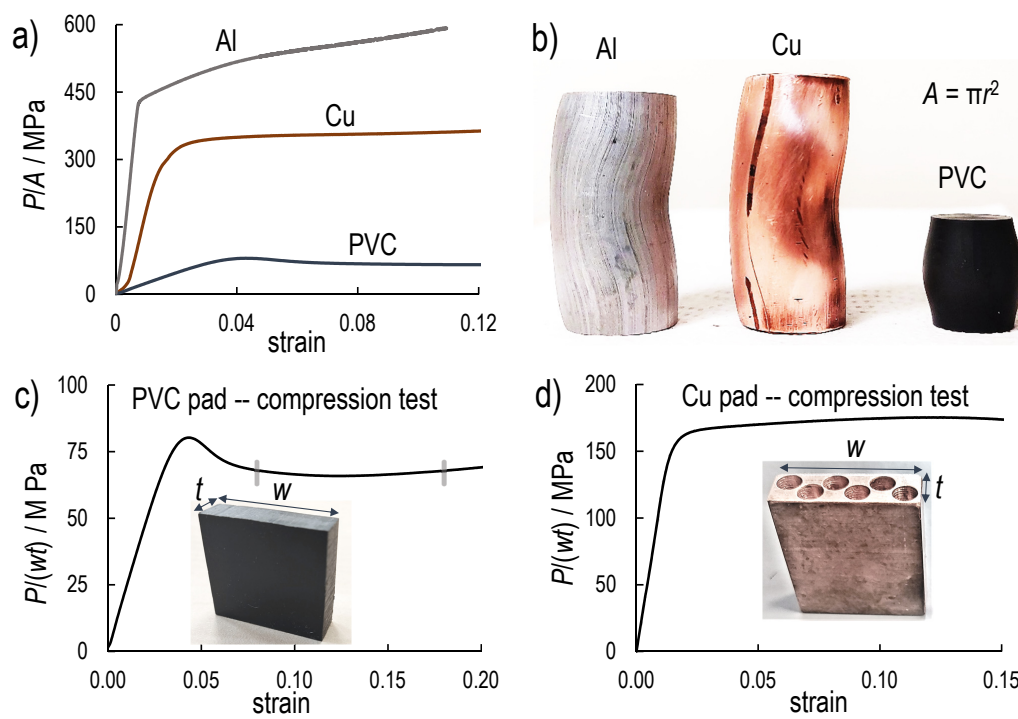 a)
600
450
300
150
0
P/A / MPa
Al
Cu
PVC
0
0.04
0.08
0.12
strain
b)
Al
Cu
A = πr²
PVC
c)
PVC pad -- compression test
100
75
50
25
0
P/(wt) / M Pa
t
w
0.00
0.05
0.10
0.15
0.20
strain
d)
Cu pad -- compression test
200
150
100
50
0
P/(wt) / MPa
w
t
0.00
0.05
0.10
0.15
strain